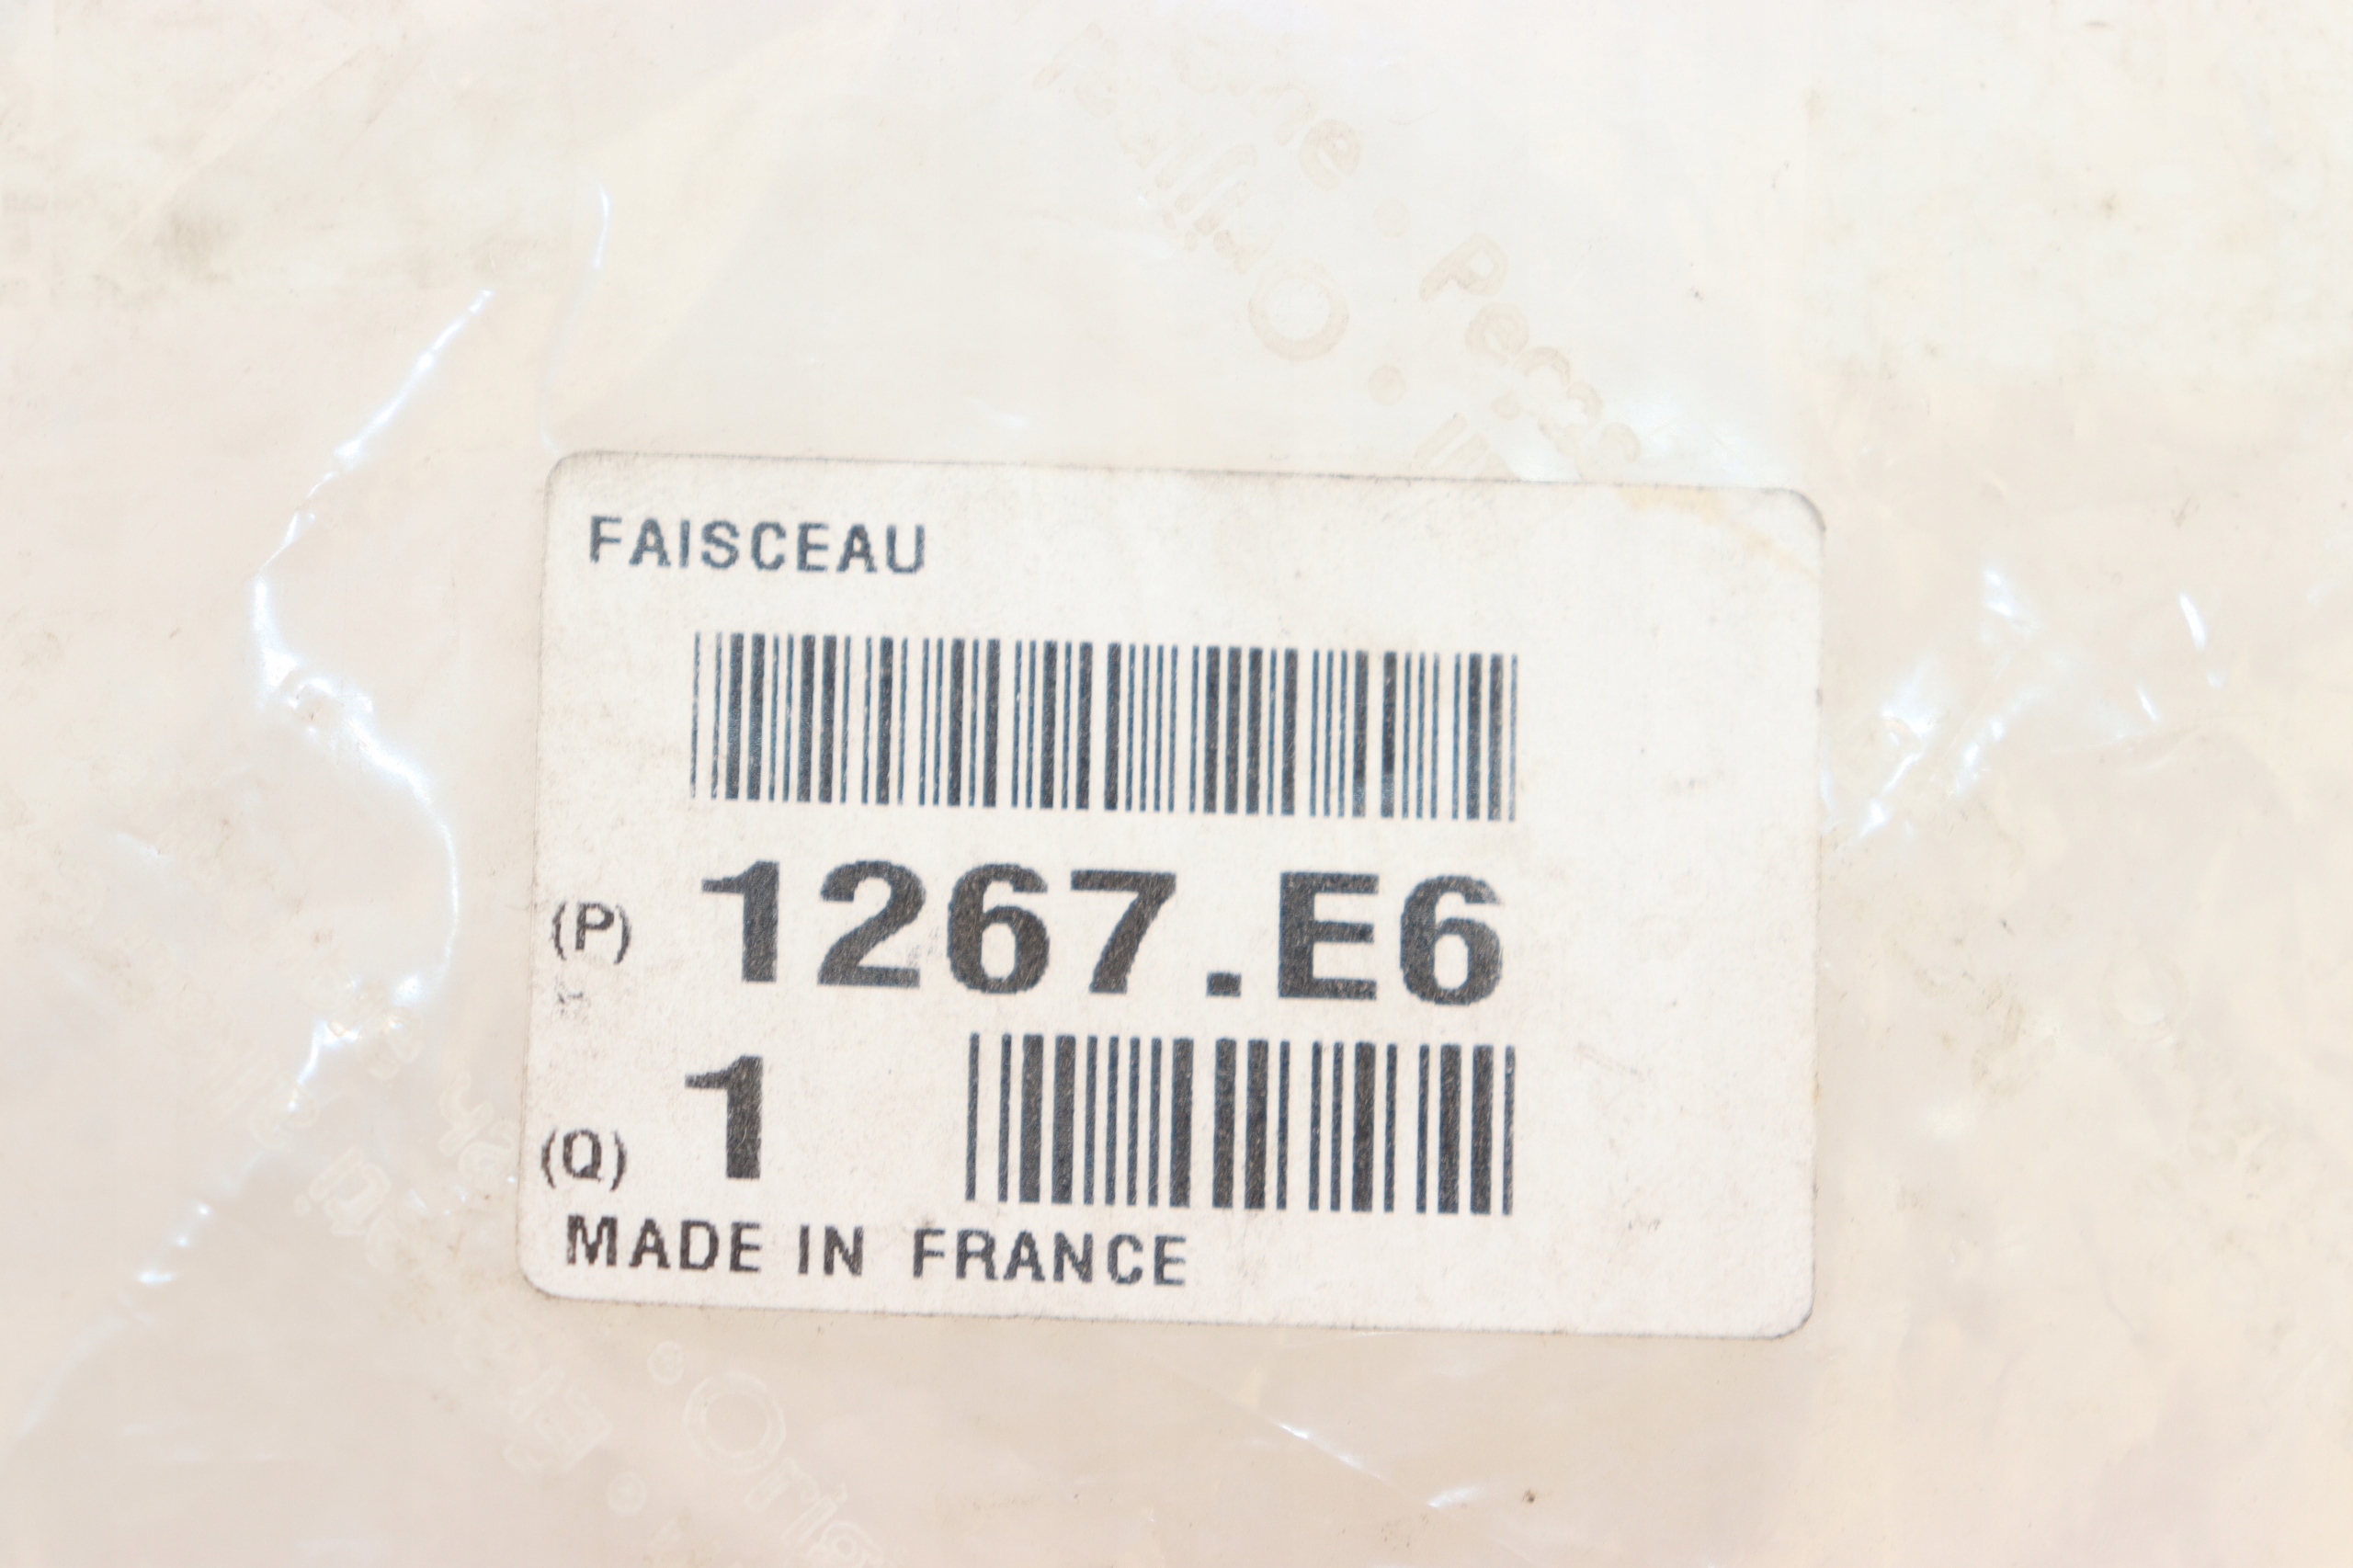 FAISCEAU
(P) 1267.E6
(Q) 1
MADE IN FRANCE